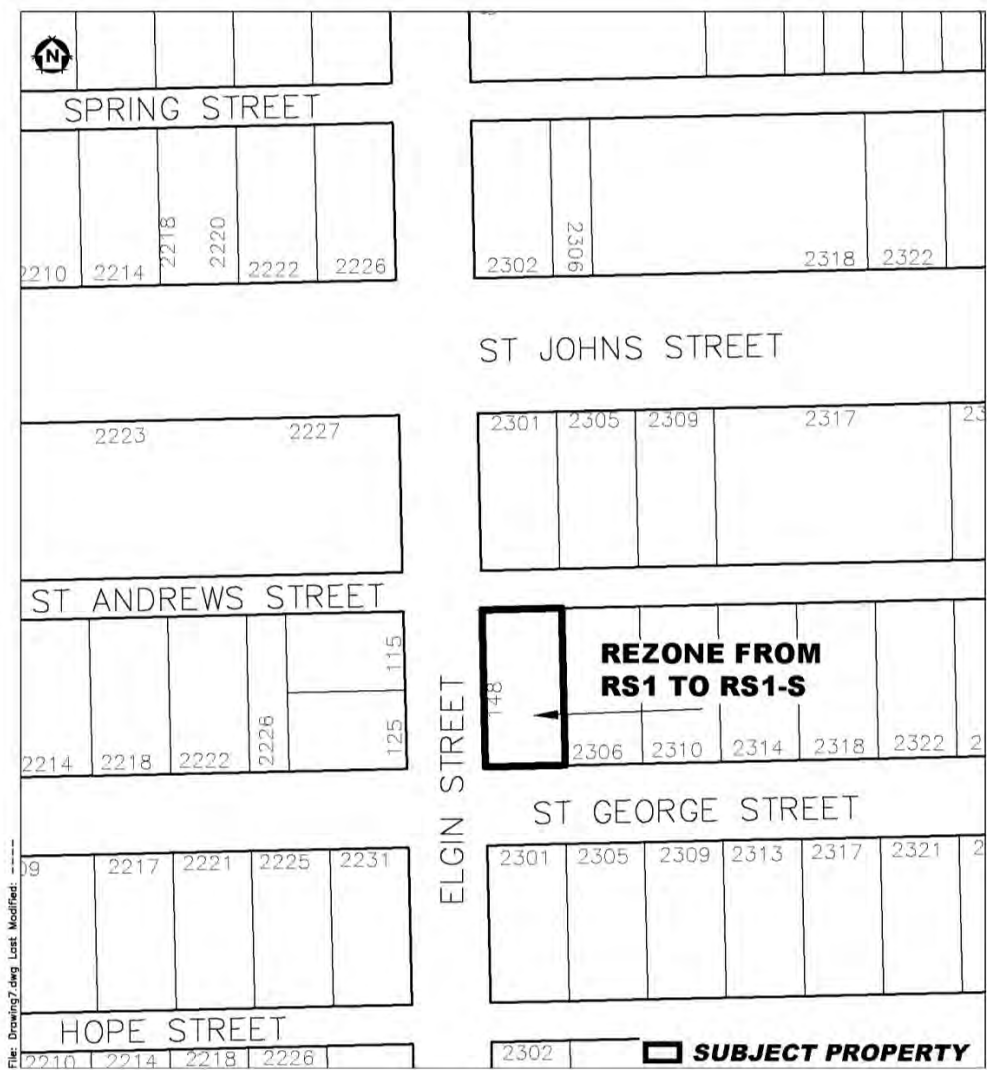 N
SPRING STREET
2210 2214 2218 2220 2222 2226
2302 2306 2318 2322
ST JOHNS STREET
2223 2227
2301 2305 2309 2317
ST ANDREWS STREET
115
148
REZONE FROM
RS1 TO RS1-S
125
2214 2218 2222 2226
2306 2310 2314 2318 2322
ELGIN STREET
ST GEORGE STREET
2217 2221 2225 2231
2301 2305 2309 2313 2317 2321
HOPE STREET
2210 2214 2218 2226
2302
SUBJECT PROPERTY
File: Drawing7.dwg Last Modified: ----